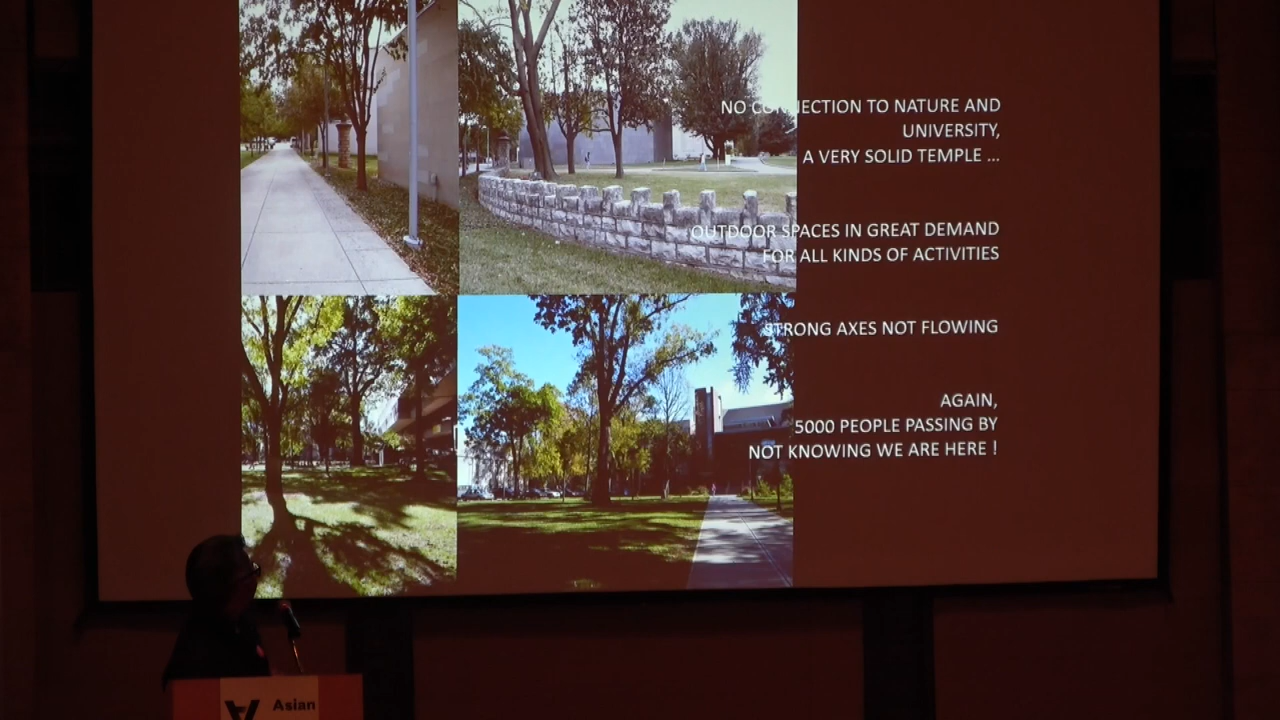 NO CONNECTION TO NATURE AND
UNIVERSITY,
A VERY SOLID TEMPLE ...
OUTDOOR SPACES IN GREAT DEMAND
FOR ALL KINDS OF ACTIVITIES
STRONG AXES NOT FLOWING
AGAIN,
5000 PEOPLE PASSING BY
NOT KNOWING WE ARE HERE !
Asian